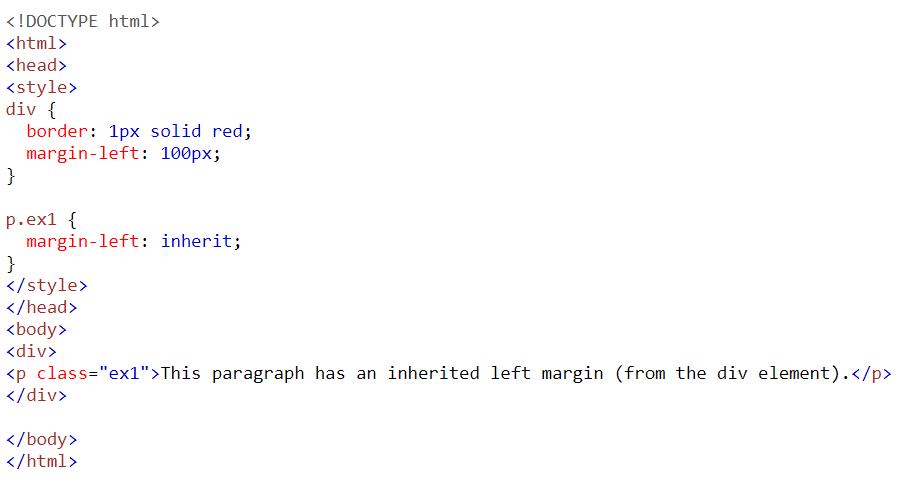 <!DOCTYPE html>
<html>
<head>
<style>
div {
  border: 1px solid red;
  margin-left: 100px;
}

p.ex1 {
  margin-left: inherit;
}
</style>
</head>
<body>
<div>
<p class="ex1">This paragraph has an inherited left margin (from the div element).</p>
</div>

</body>
</html>